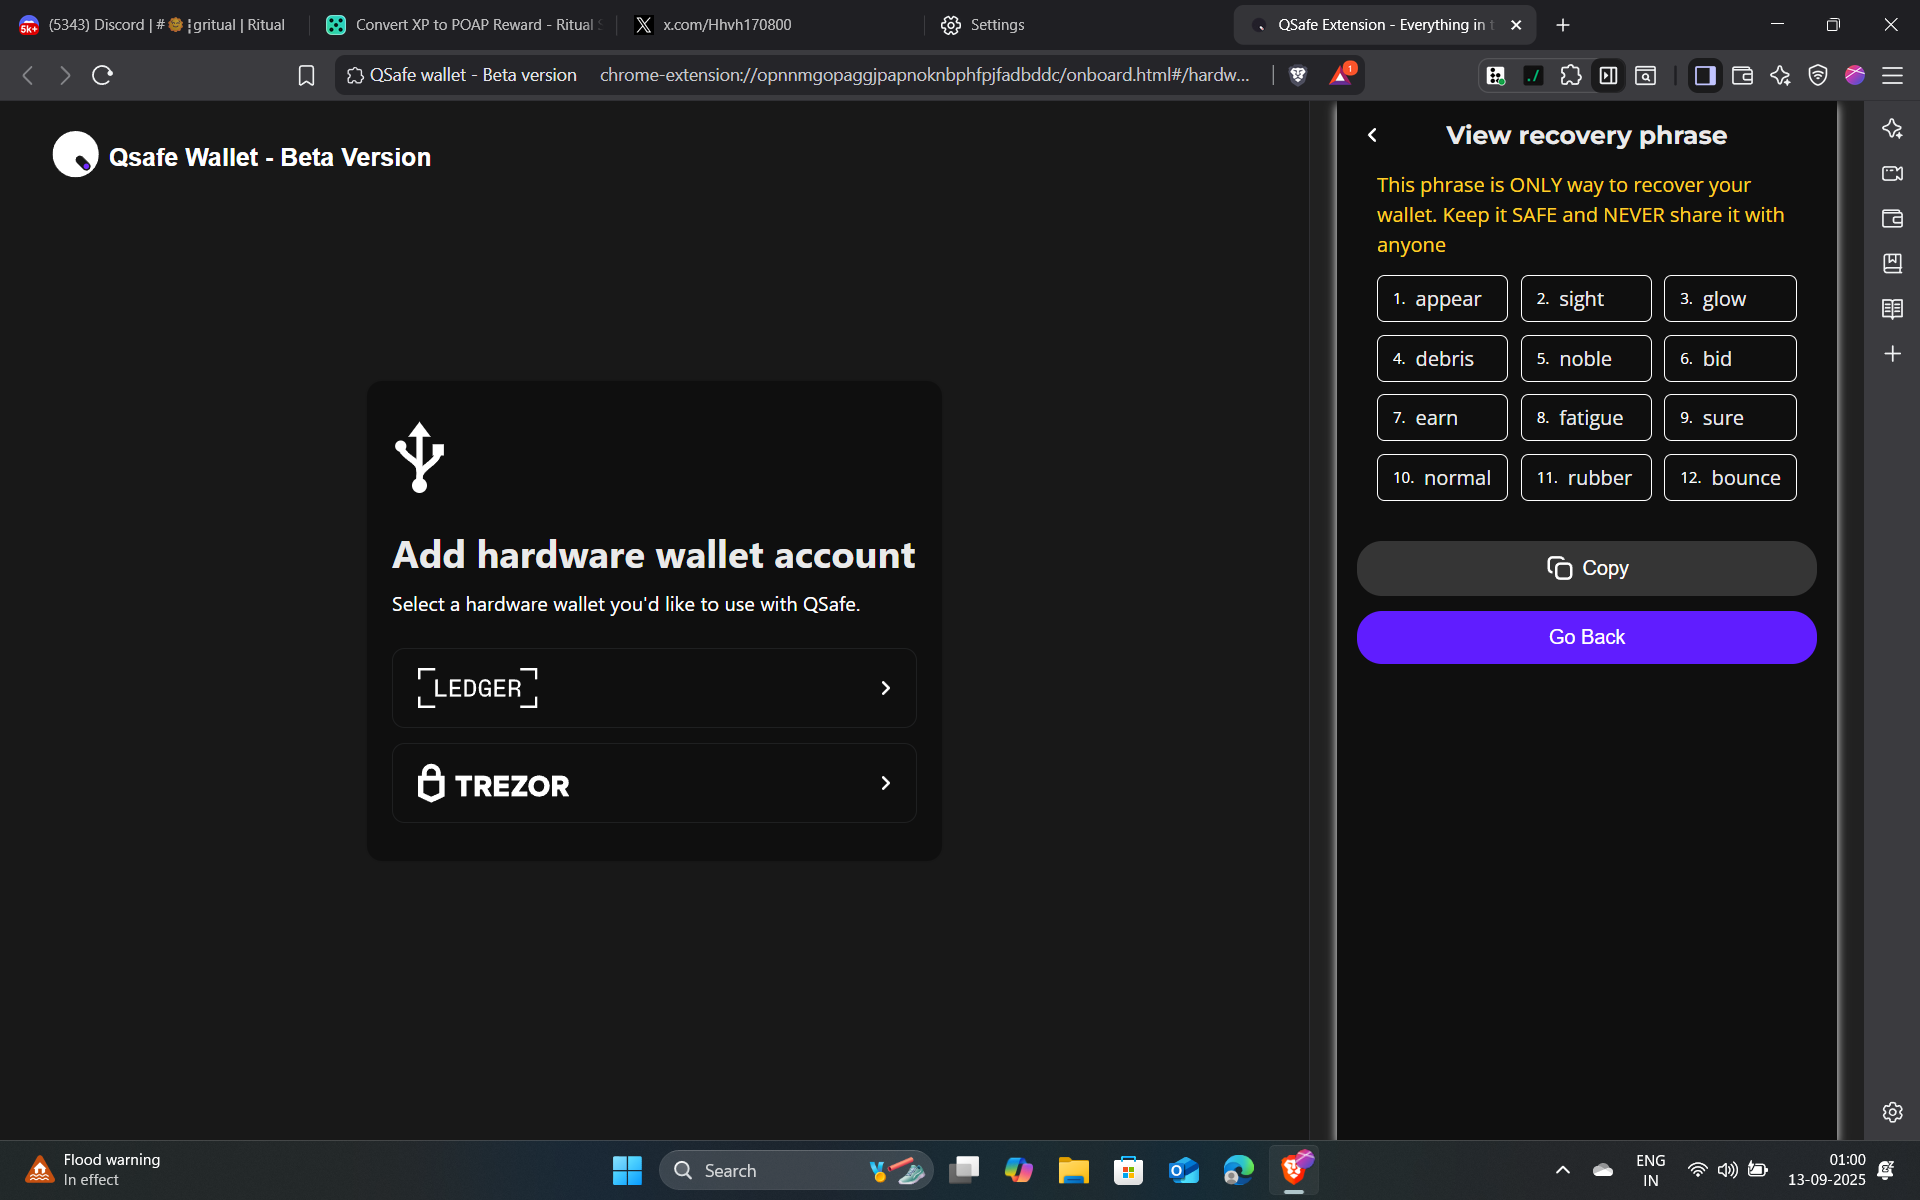 (5343) Discord | # gritual | Ritual
Convert XP to POAP Reward - Ritual
x.com/Hhvh170800
Settings
QSafe Extension - Everything in
QSafe wallet - Beta version
chrome-extension://opnnmgopaggjpapnoknbphfpjfadbddc/onboard.html#/hardw...
1
Qsafe Wallet - Beta Version
Add hardware wallet account
Select a hardware wallet you'd like to use with QSafe.
LEDGER
TREZOR
View recovery phrase
This phrase is ONLY way to recover your
wallet. Keep it SAFE and NEVER share it with
anyone
1. appear
2. sight
3. glow
4. debris
5. noble
6. bid
7. earn
8. fatigue
9. sure
10. normal
11. rubber
12. bounce
Copy
Go Back
Flood warning
In effect
Search
ENG
IN
01:00
13-09-2025